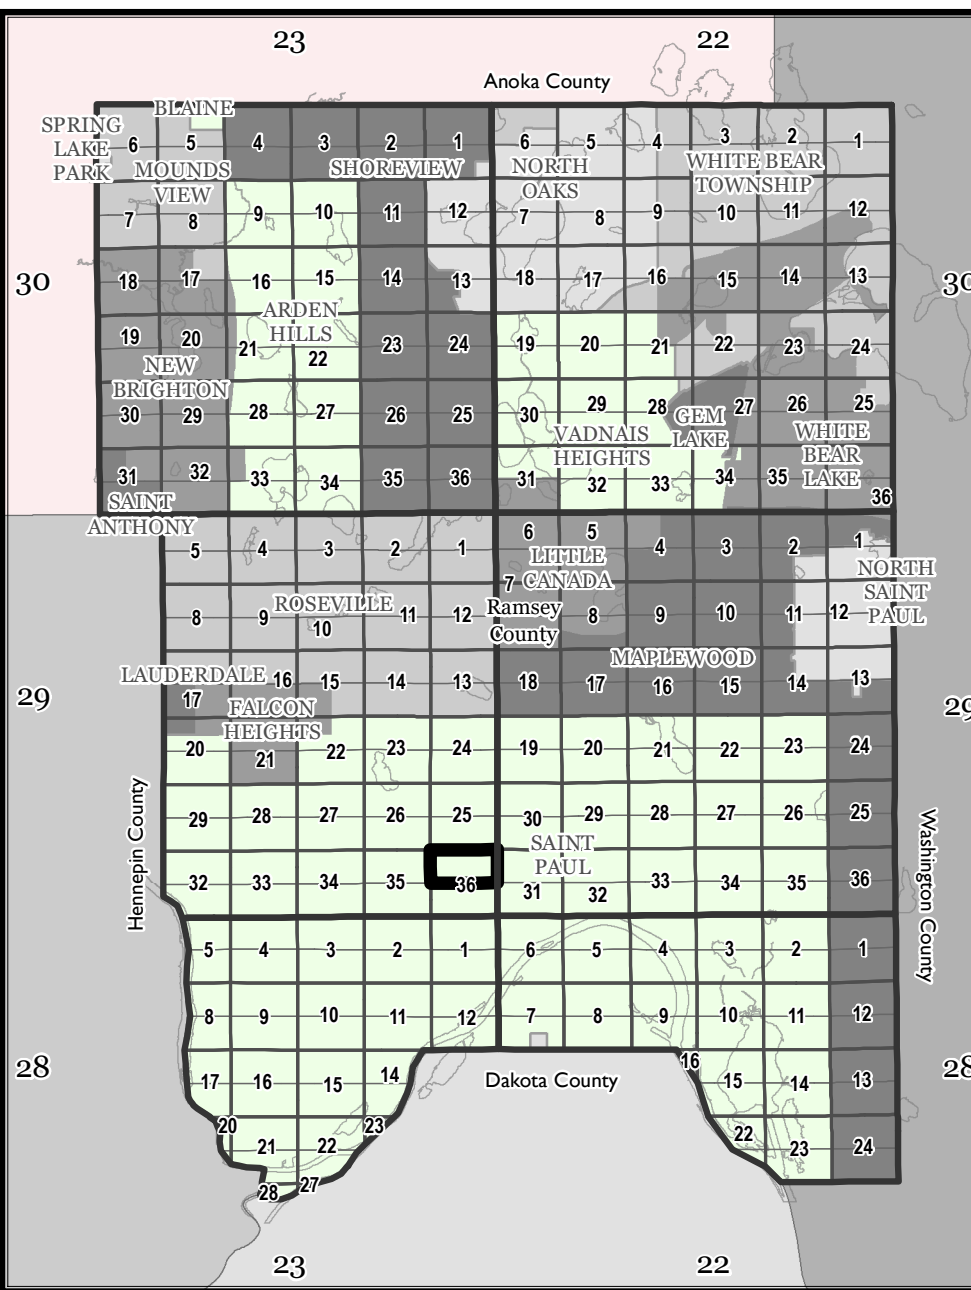 23 22
Anoka County
BLAINE
SPRING
LAKE
PARK
6 5 4 3 2 1 6 5 4 3 2 1
MOUNDS
VIEW
SHOREVIEW
NORTH
OAKS
WHITE BEAR
TOWNSHIP
7 8 9 10 11 12 7 8 9 10 11 12
30 18 17 16 15 14 13 18 17 16 15 14 13 30
ARDEN
HILLS
19 20 21 22 23 24 19 20 21 22 23 24
NEW
BRIGHTON
30 29 28 27 26 25 30 29 28 27 26 25
GEM
LAKE
VADNAIS
HEIGHTS
WHITE
BEAR
LAKE
31 32 33 34 35 36 31 32 33 34 35 36
SAINT
ANTHONY
5 4 3 2 1 6 5 4 3 2 1
LITTLE
CANADA
NORTH
SAINT
PAUL
ROSEVILLE
8 9 10 11 12 7 8 9 10 11 12
Ramsey
County
MAPLEWOOD
LAUDERDALE
29 17 16 15 14 13 18 17 16 15 14 13 29
FALCON
HEIGHTS
20 21 22 23 24 19 20 21 22 23 24
29 28 27 26 25 30 29 28 27 26 25
SAINT
PAUL
Hennepin County
Washington County
32 33 34 35 36 31 32 33 34 35 36
5 4 3 2 1 6 5 4 3 2 1
8 9 10 11 12 7 8 9 10 11 12
28 17 16 15 14 16 15 14 13 28
Dakota County
20 21 22 23 22 23 24
28 27
23 22